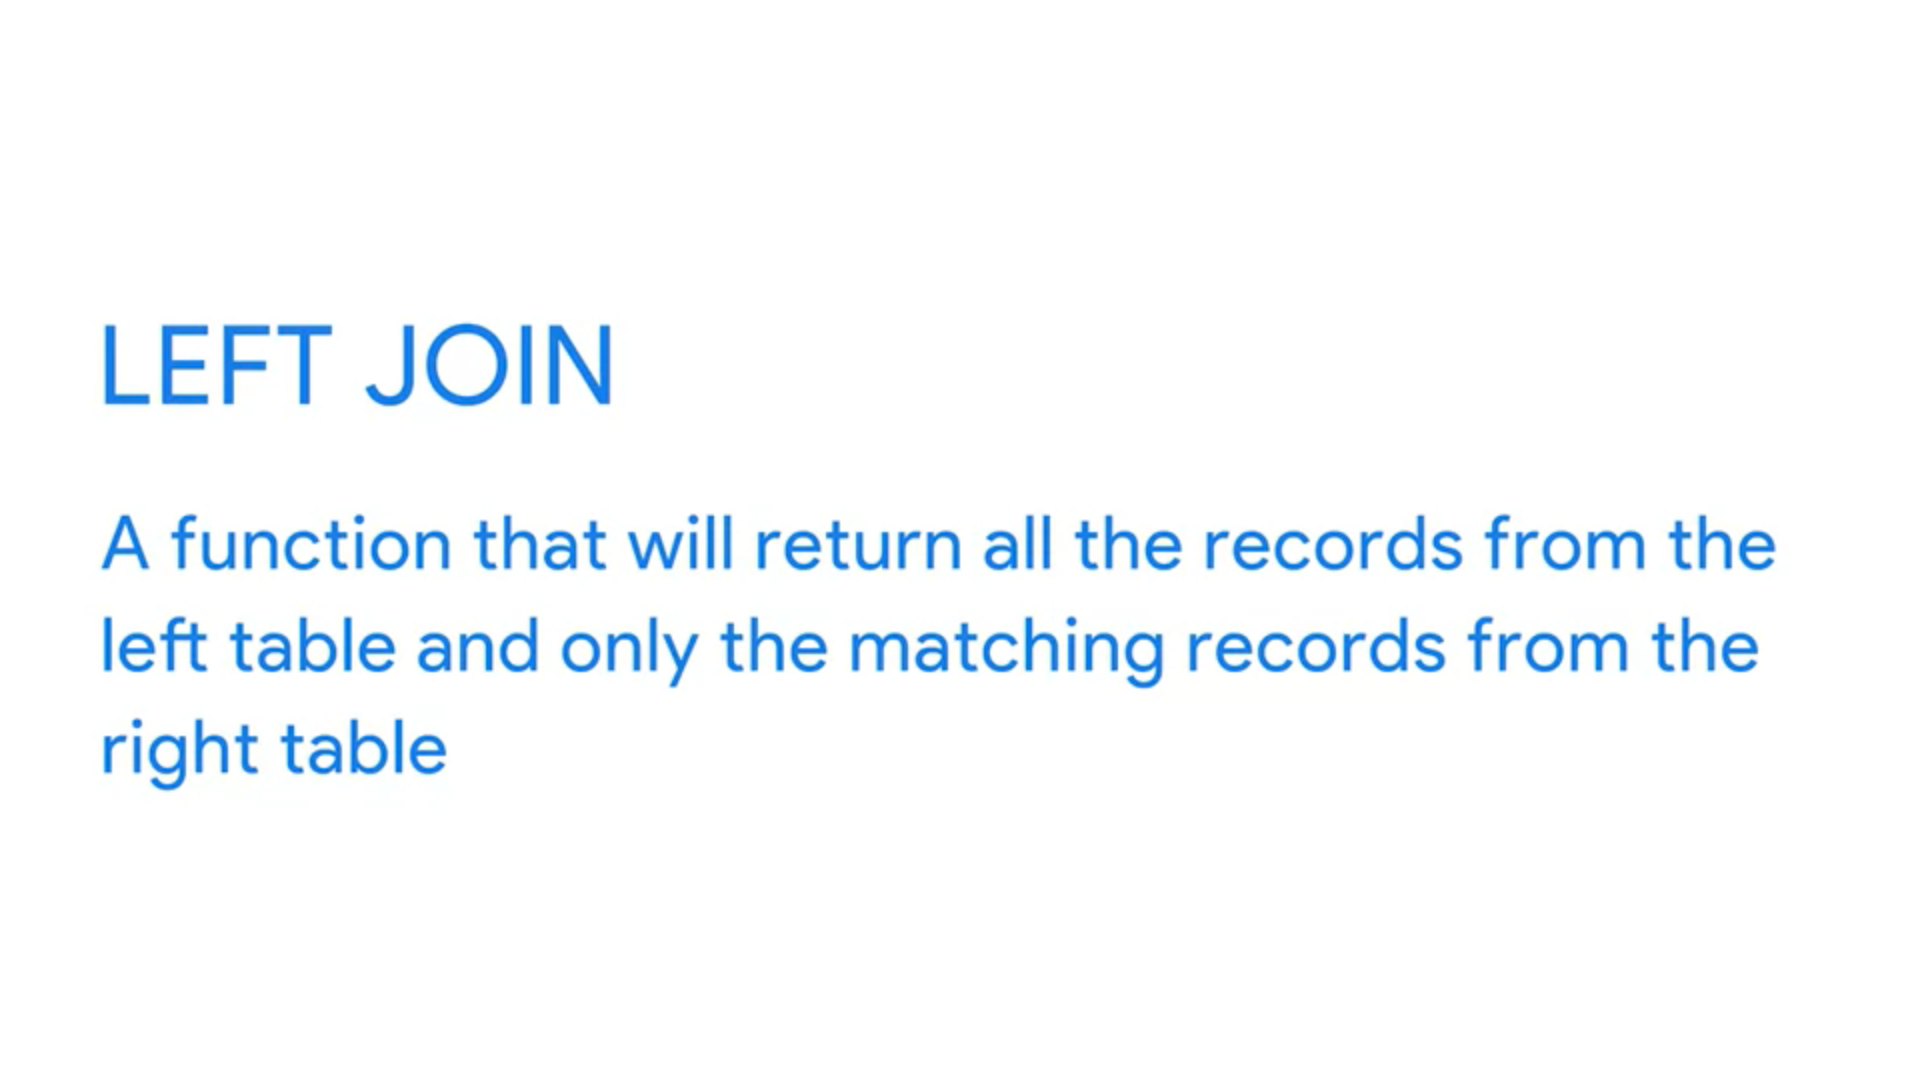 LEFT JOIN
A function that will return all the records from the
left table and only the matching records from the
right table